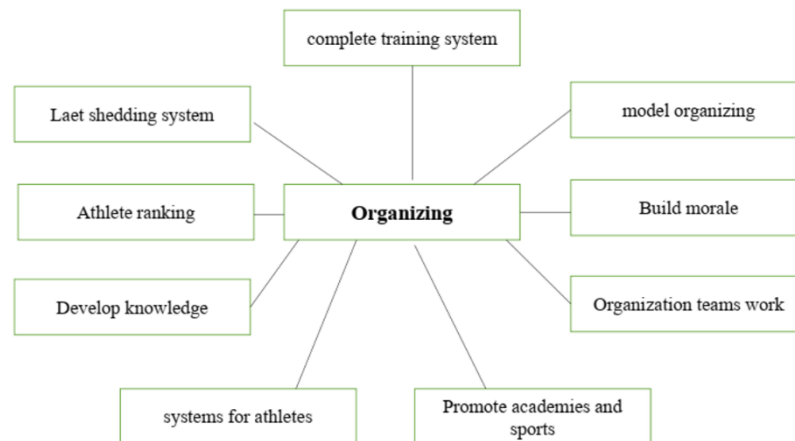 complete training system
Laet shedding system
model organizing
Athlete ranking
Organizing
Build morale
Develop knowledge
Organization teams work
systems for athletes
Promote academies and
sports